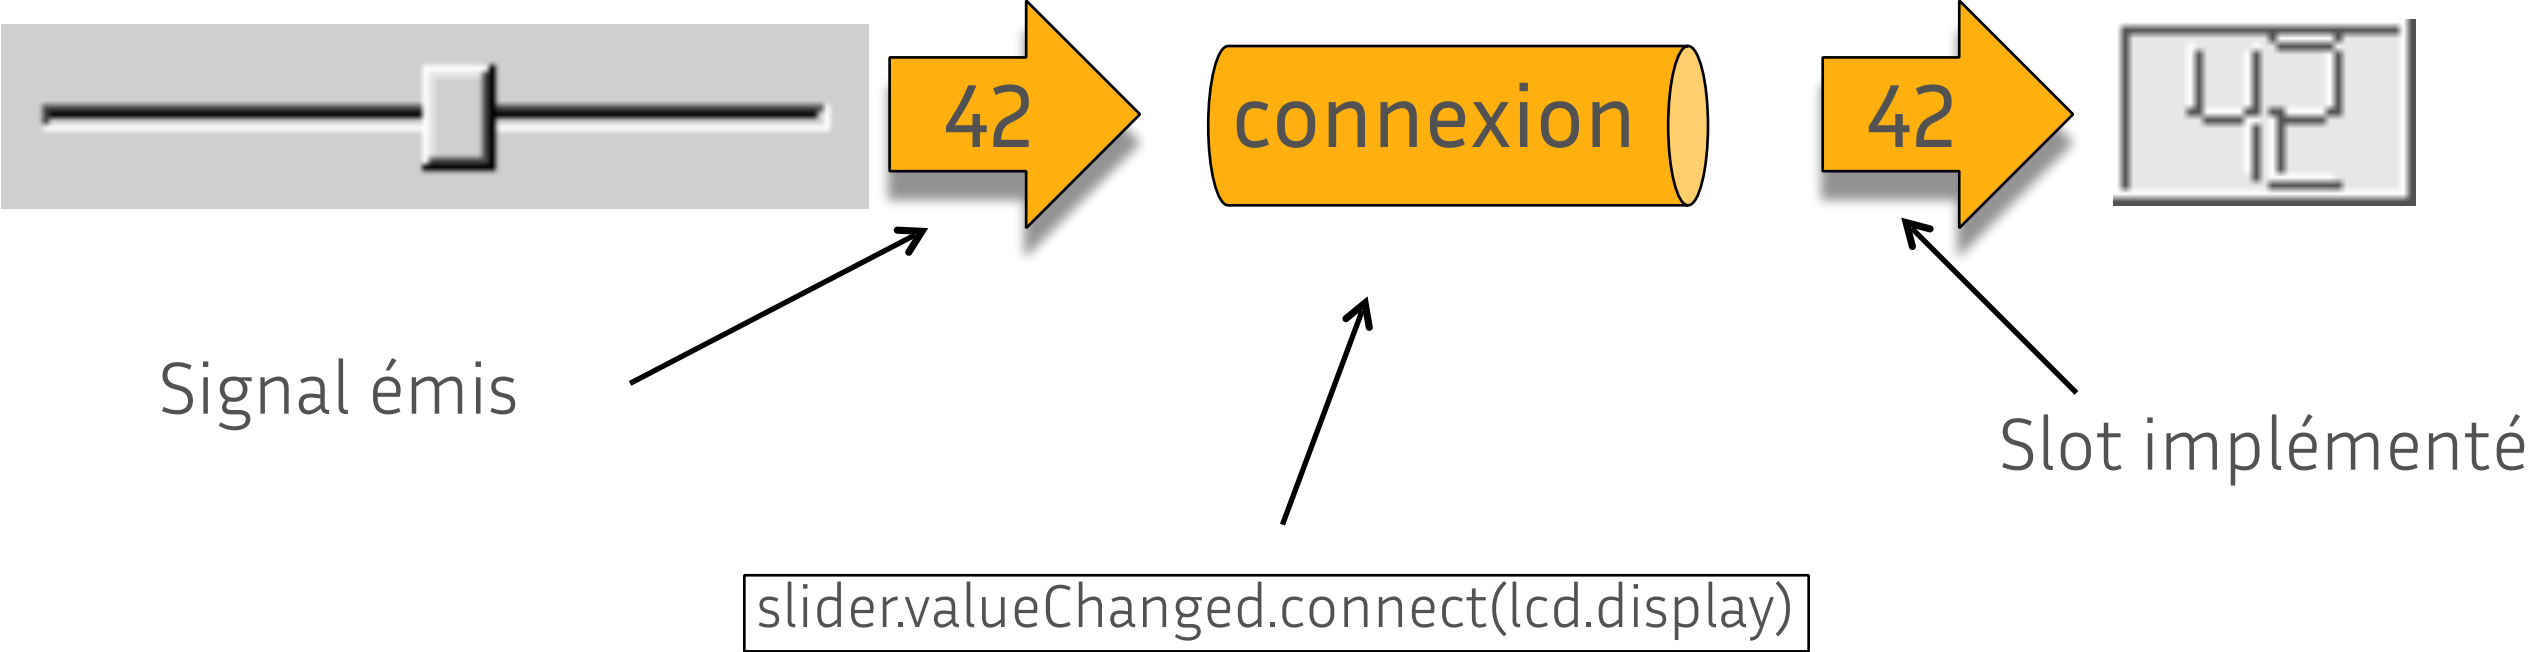 42
connexion
42
42
Signal émis
Slot implémenté
slider.valueChanged.connect(lcd.display)